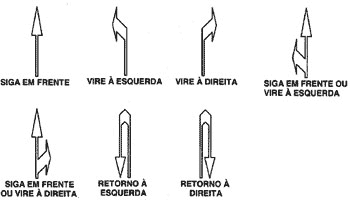 SIGA EM FRENTE
VIRE À ESQUERDA
VIRE À DIREITA
SIGA EM FRENTE OU
VIRE À ESQUERDA
SIGA EM FRENTE
OU VIRE À DIREITA
RETORNO À
ESQUERDA
RETORNO À
DIREITA